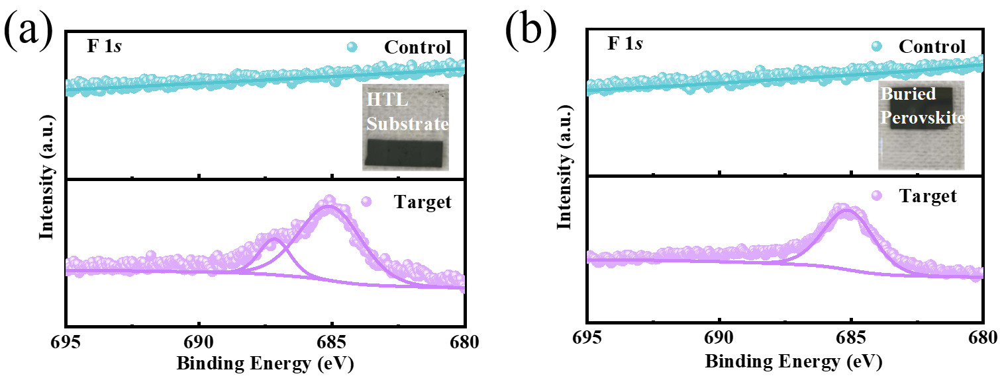 (a)
F 1s
Control
HTL
Substrate
Target
Intensity (a.u.)
695
690
685
680
Binding Energy (eV)
(b)
F 1s
Control
Buried
Perovskite
Target
Intensity (a.u.)
695
690
685
680
Binding Energy (eV)